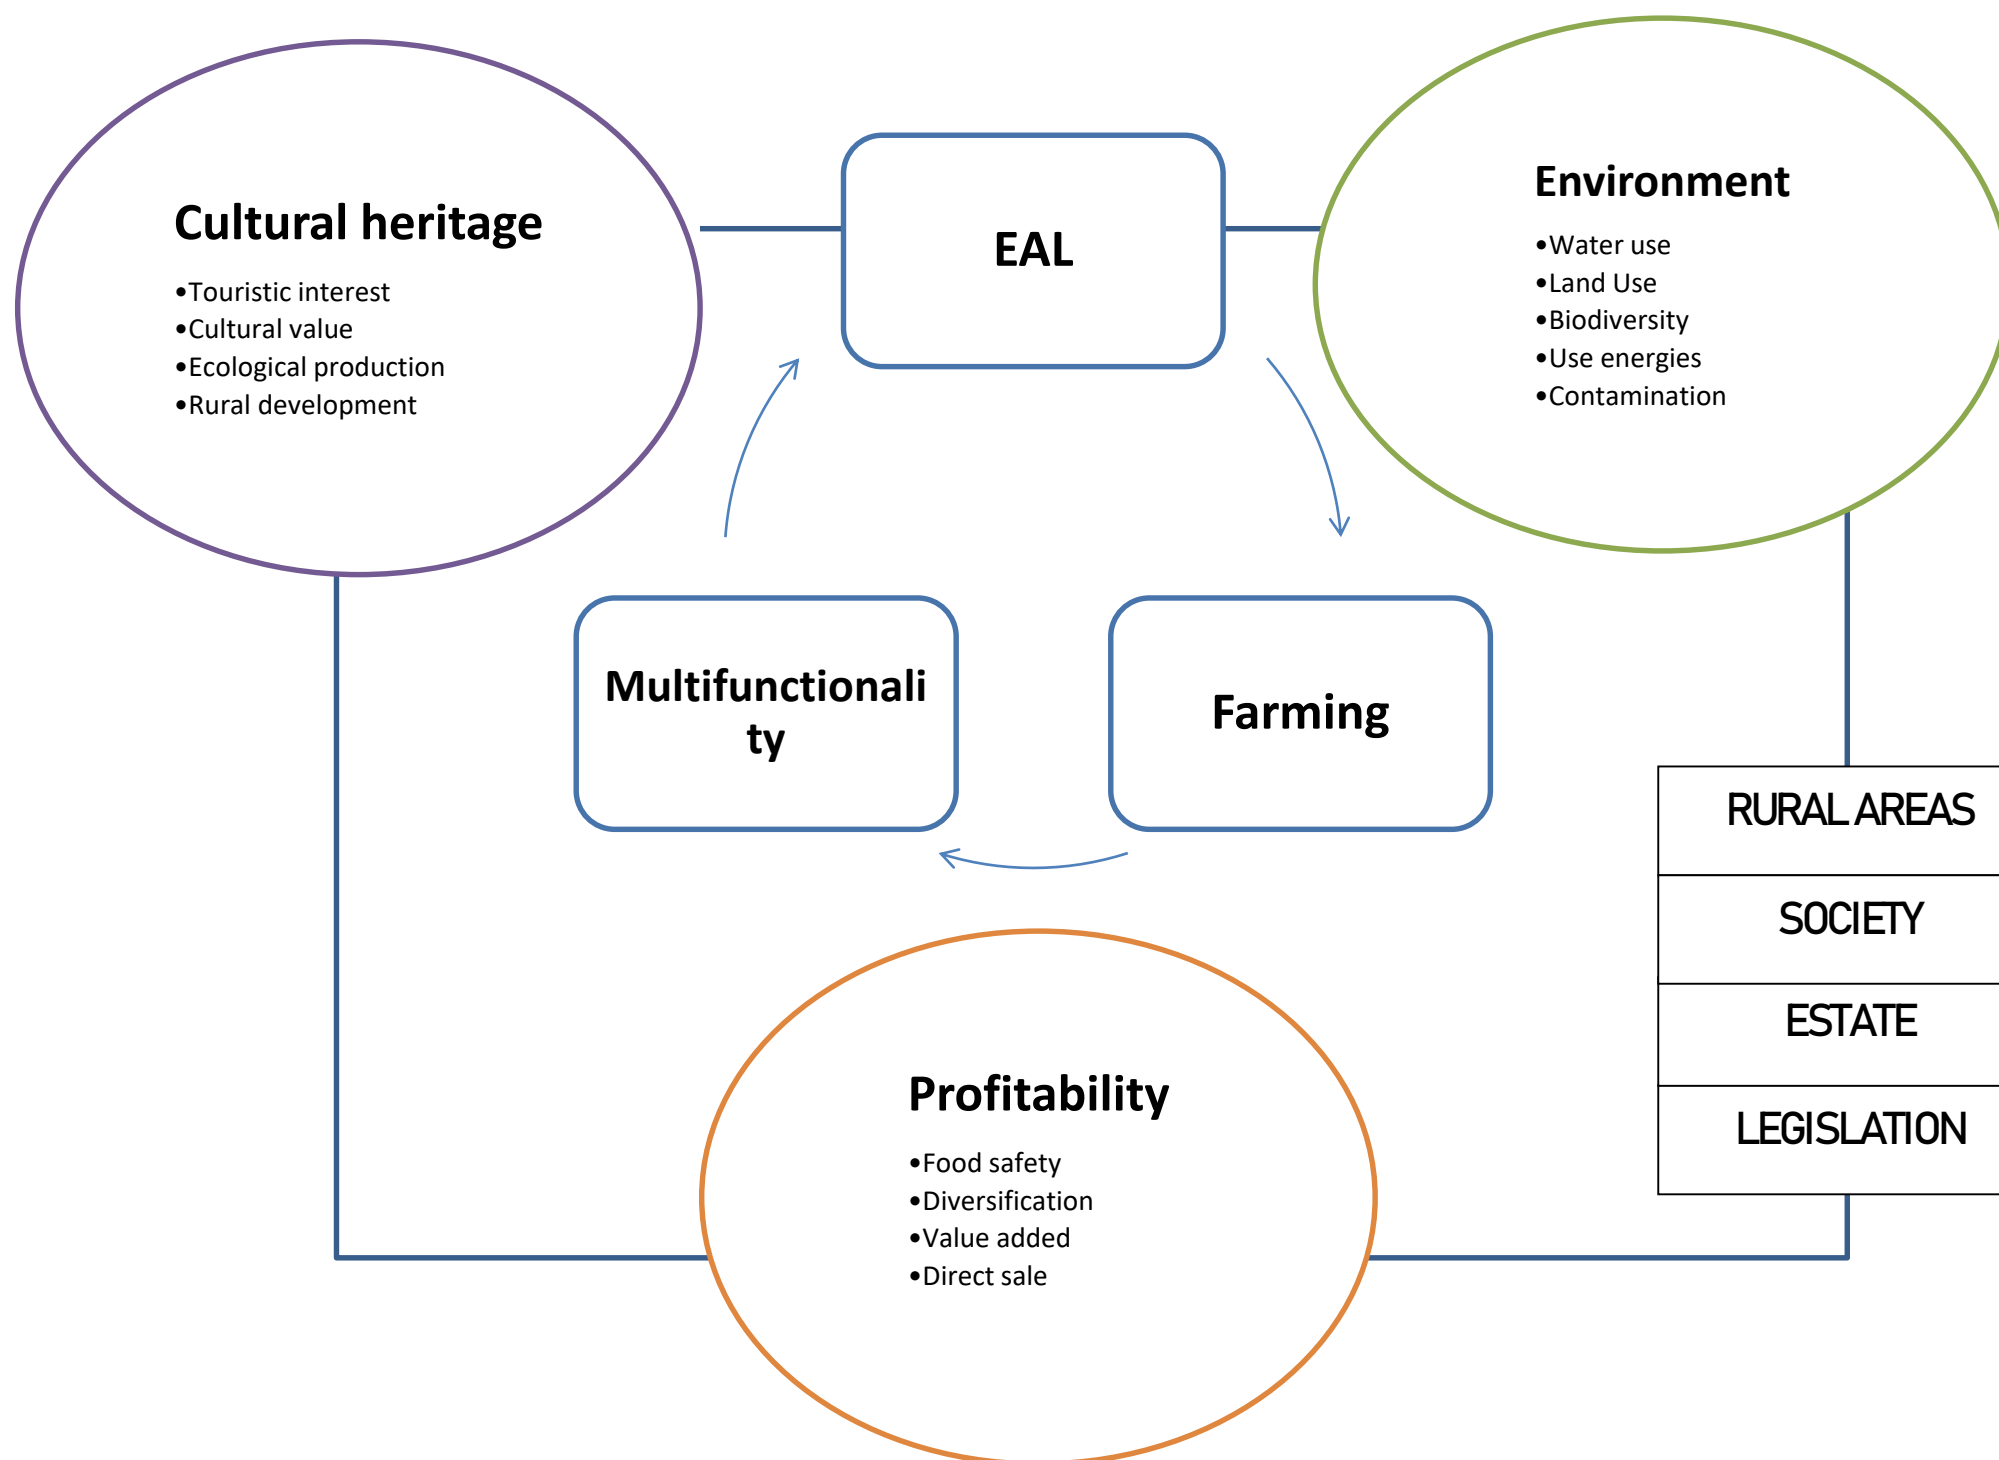 Cultural heritage
•Touristic interest
•Cultural value
•Ecological production
•Rural development
EAL
Environment
•Water use
•Land Use
•Biodiversity
•Use energies
•Contamination
Multifunctionali
ty
Farming
RURAL AREAS
SOCIETY
ESTATE
LEGISLATION
Profitability
•Food safety
•Diversification
•Value added
•Direct sale